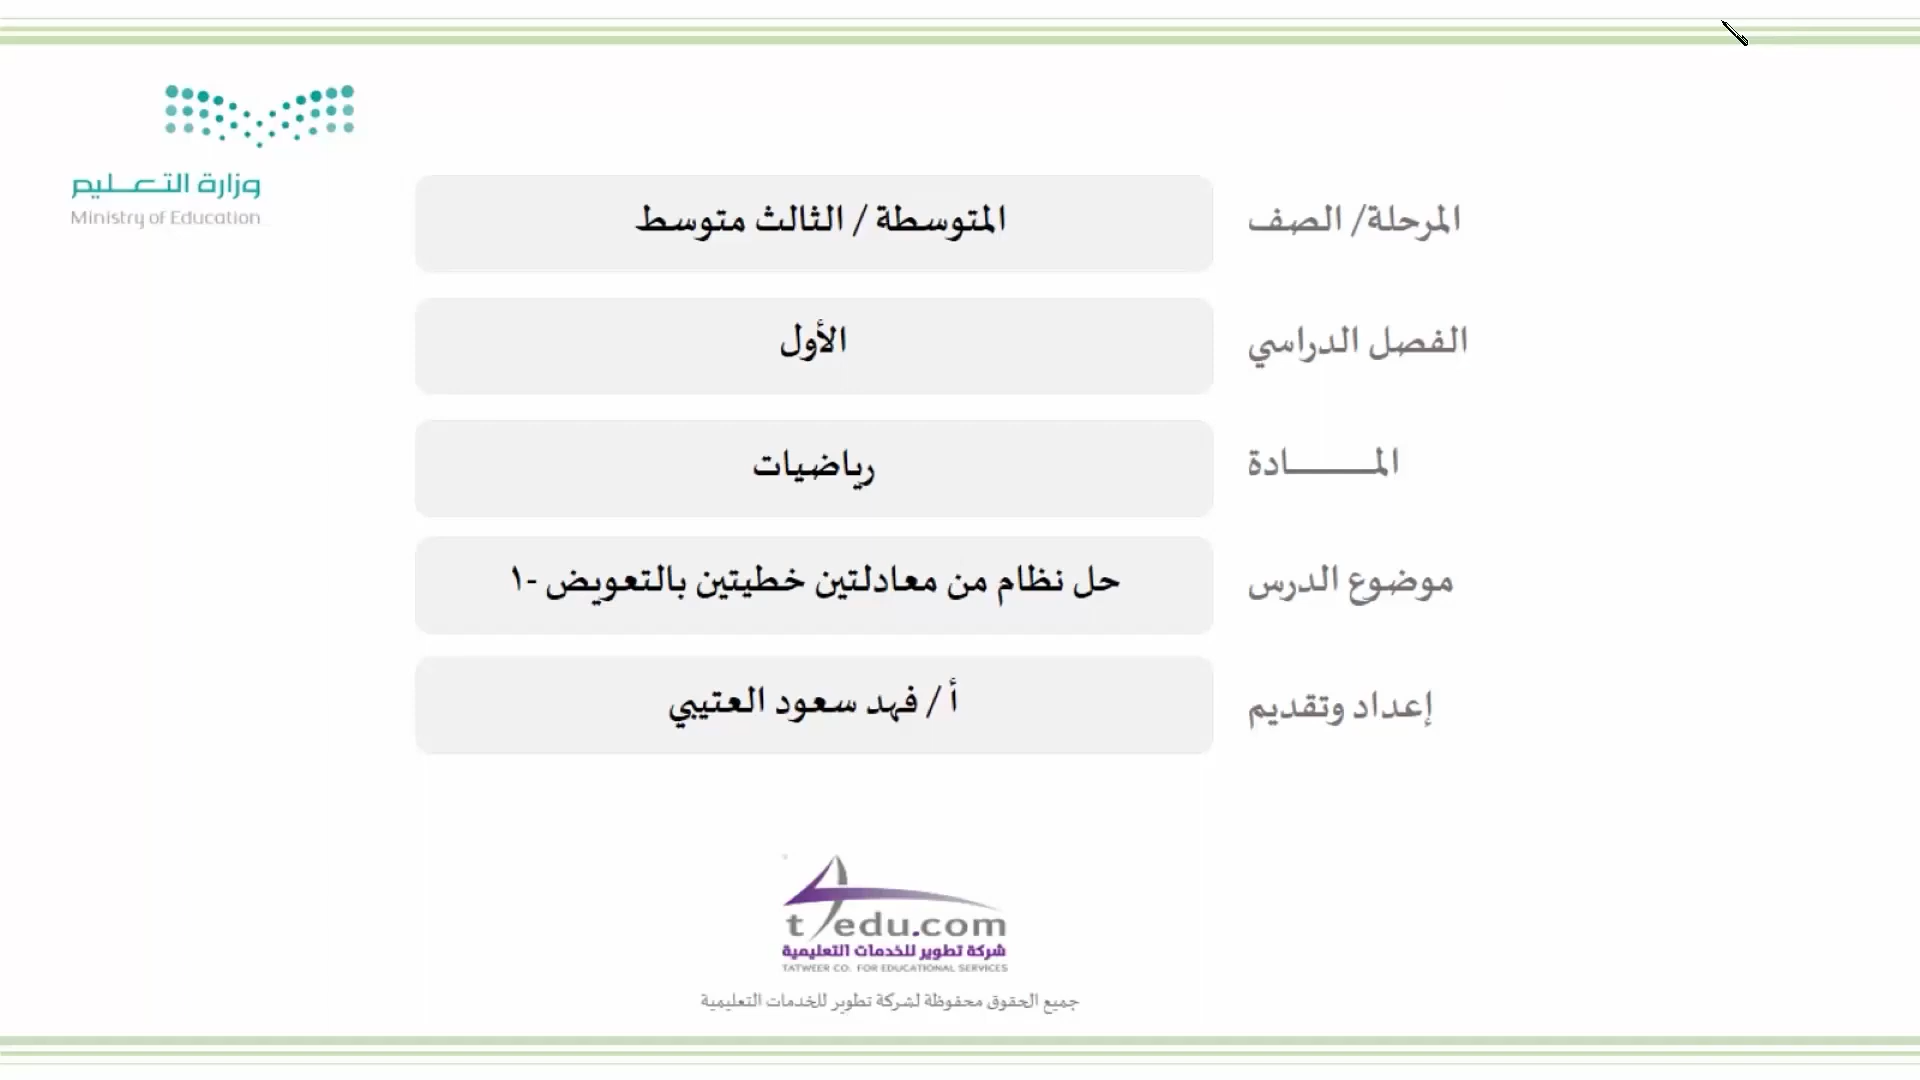 وزارة التعليم
Ministry of Education
المرحلة/ الصف
المتوسطة / الثالث متوسط
الفصل الدراسي
الأول
المـــــــادة
رياضيات
موضوع الدرس
حل نظام من معادلتين خطيتين بالتعويض -١
إعداد وتقديم
أ / فهد سعود العتيبي
t4edu.com
شركة تطوير للخدمات التعليمية
TATWEER CO. FOR EDUCATIONAL SERVICES
جميع الحقوق محفوظة لشركة تطوير للخدمات التعليمية